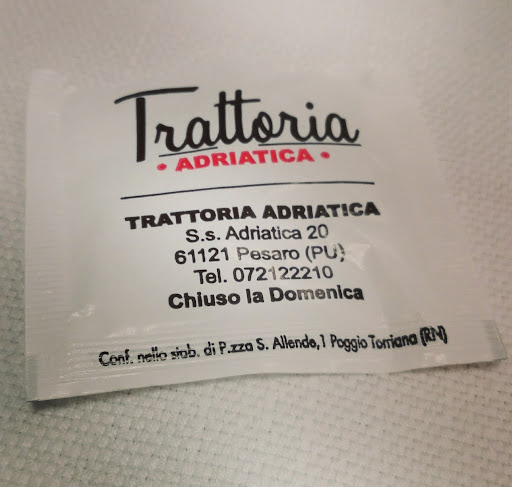 Trattoria
• ADRIATICA •
TRATTORIA ADRIATICA
S.s. Adriatica 20
61121 Pesaro (PU)
Tel. 072122210
Chiuso la Domenica
Conf. nello stab. di P.zza S. Allende, 1 Poggio Torriana (RN)